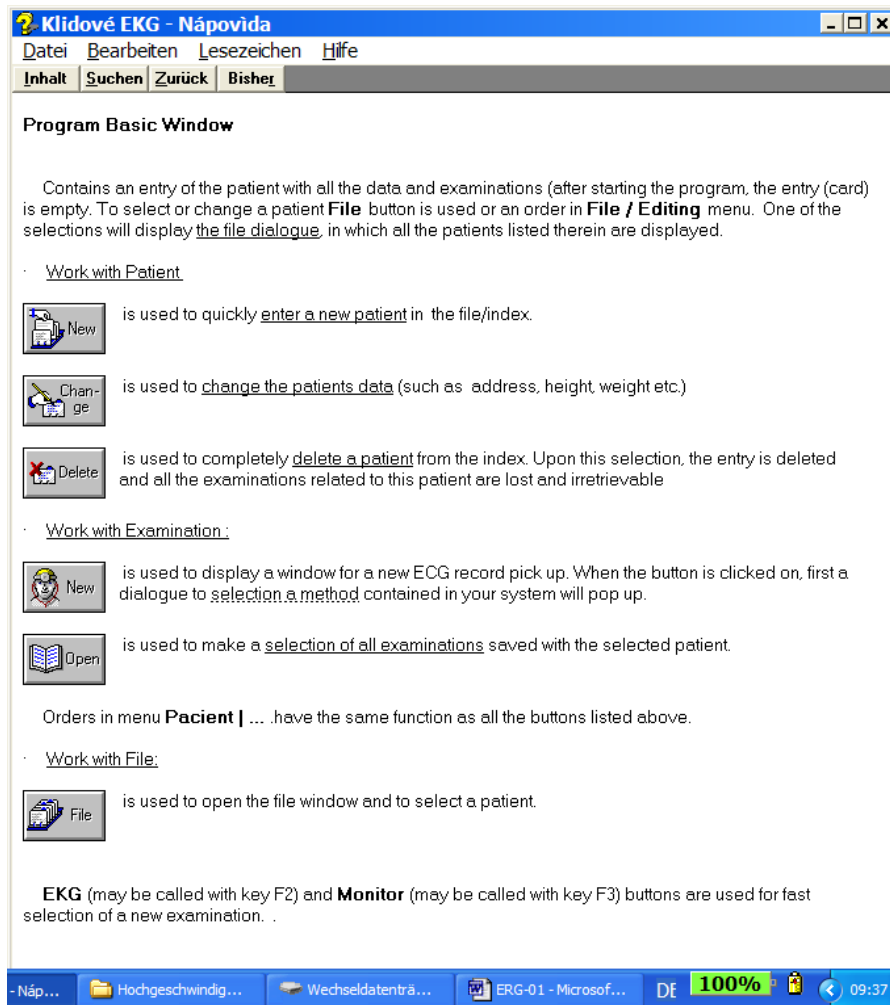 Klidové EKG - Nápovìda
Datei Bearbeiten Lesezeichen Hilfe
Inhalt Suchen Zurück Bisher
Program Basic Window
Contains an entry of the patient with all the data and examinations (after starting the program, the entry (card)
is empty. To select or change a patient File button is used or an order in File / Editing menu. One of the
selections will display the file dialogue, in which all the patients listed therein are displayed.
· Work with Patient
New is used to quickly enter a new patient in the file/index.
Chan-
ge
is used to change the patients data (such as address, height, weight etc.)
Delete
is used to completely delete a patient from the index. Upon this selection, the entry is deleted
and all the examinations related to this patient are lost and irretrievable
· Work with Examination :
New
is used to display a window for a new ECG record pick up. When the button is clicked on, first a
dialogue to selection a method contained in your system will pop up.
Open is used to make a selection of all examinations saved with the selected patient.
Orders in menu Pacient | ... .have the same function as all the buttons listed above.
· Work with File:
File is used to open the file window and to select a patient.
EKG (may be called with key F2) and Monitor (may be called with key F3) buttons are used for fast
selection of a new examination. .
- Náp... Hochgeschwindig... Wechseldatenträ... ERG-01 - Microsof... DE 100% 09:37